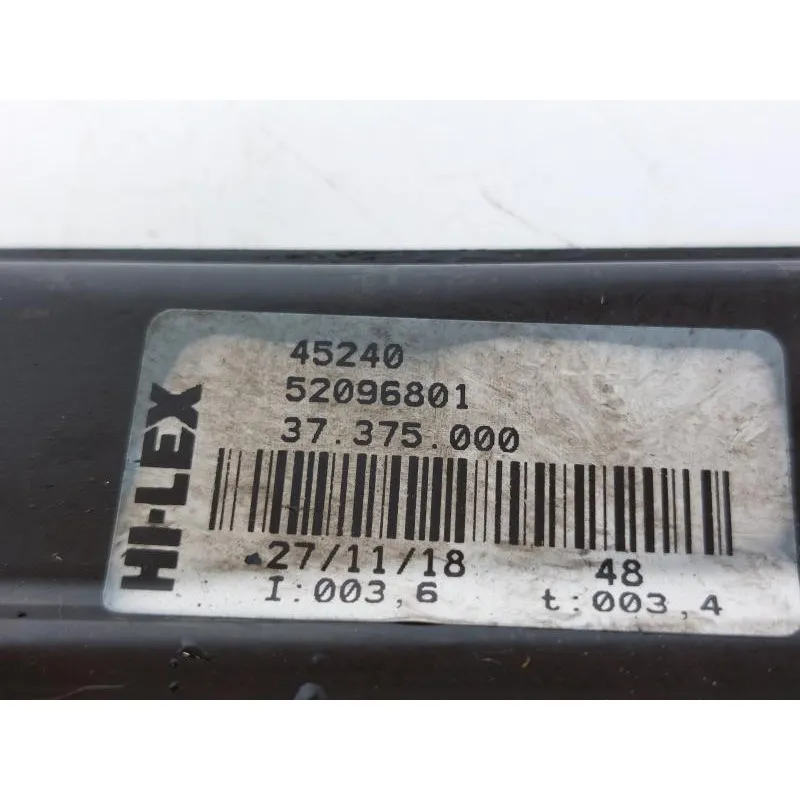 HI-LEX
45240
52096801
37.375.000
27/11/18 48
I:003,6 t:003,4